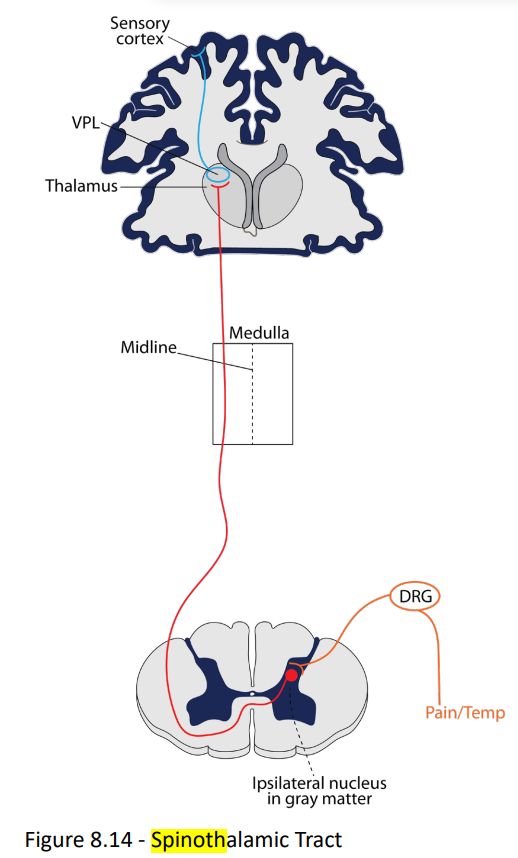 Sensory
cortex
VPL
Thalamus
Medulla
Midline
DRG
Pain/Temp
Ipsilateral nucleus
in gray matter
Figure 8.14 - Spinothalamic Tract